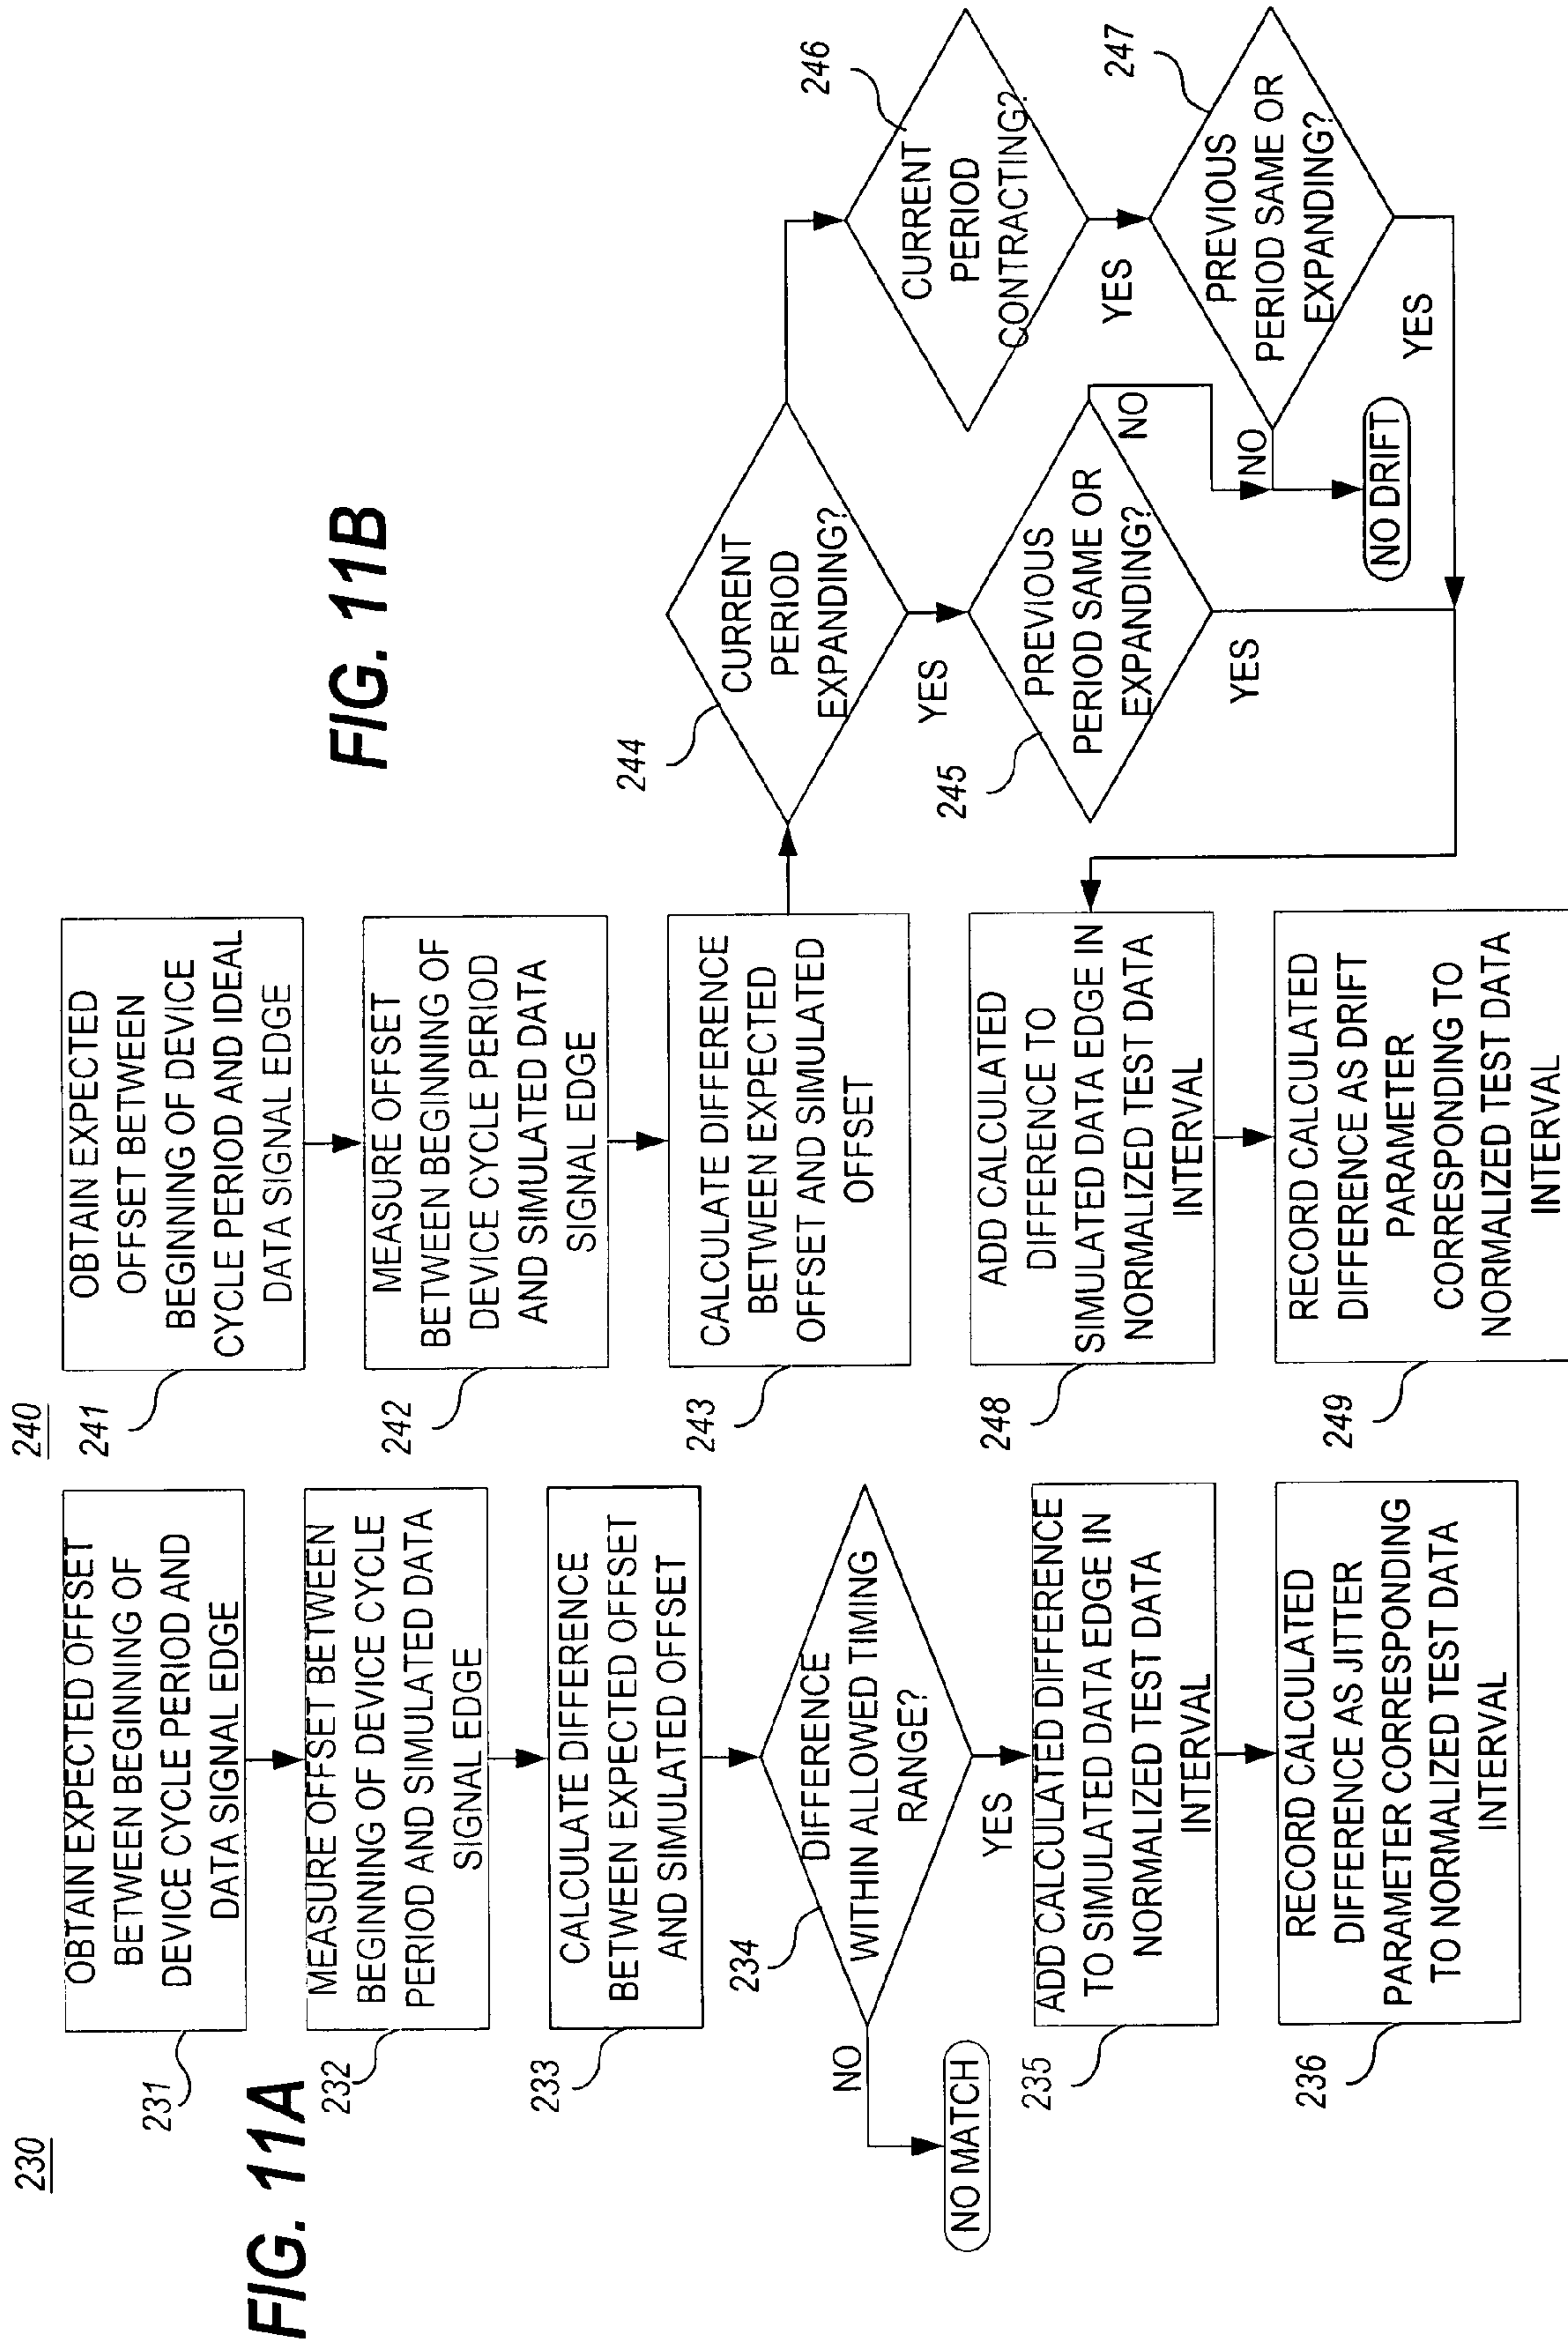 230
FIG. 11A
231
OBTAIN EXPECTED OFFSET
BETWEEN BEGINNING OF
DEVICE CYCLE PERIOD AND
DATA SIGNAL EDGE
232
MEASURE OFFSET BETWEEN
BEGINNING OF DEVICE CYCLE
PERIOD AND SIMULATED DATA
SIGNAL EDGE
233
CALCULATE DIFFERENCE
BETWEEN EXPECTED OFFSET
AND SIMULATED OFFSET
234
DIFFERENCE
WITHIN ALLOWED TIMING
RANGE?
NO
NO MATCH
YES
235
ADD CALCULATED DIFFERENCE
TO SIMULATED DATA EDGE IN
NORMALIZED TEST DATA
INTERVAL
236
RECORD CALCULATED
DIFFERENCE AS JITTER
PARAMETER CORRESPONDING
TO NORMALIZED TEST DATA
INTERVAL
240
FIG. 11B
241
OBTAIN EXPECTED
OFFSET BETWEEN
BEGINNING OF DEVICE
CYCLE PERIOD AND IDEAL
DATA SIGNAL EDGE
242
MEASURE OFFSET
BETWEEN BEGINNING OF
DEVICE CYCLE PERIOD
AND SIMULATED DATA
SIGNAL EDGE
243
CALCULATE DIFFERENCE
BETWEEN EXPECTED
OFFSET AND SIMULATED
OFFSET
244
CURRENT
PERIOD
EXPANDING?
YES
245
PREVIOUS
PERIOD SAME OR
EXPANDING?
NO
YES
246
CURRENT
PERIOD
CONTRACTING?
YES
247
PREVIOUS
PERIOD SAME OR
EXPANDING?
NO
NO DRIFT
YES
248
ADD CALCULATED
DIFFERENCE TO
SIMULATED DATA EDGE IN
NORMALIZED TEST DATA
INTERVAL
249
RECORD CALCULATED
DIFFERENCE AS DRIFT
PARAMETER
CORRESPONDING TO
NORMALIZED TEST DATA
INTERVAL